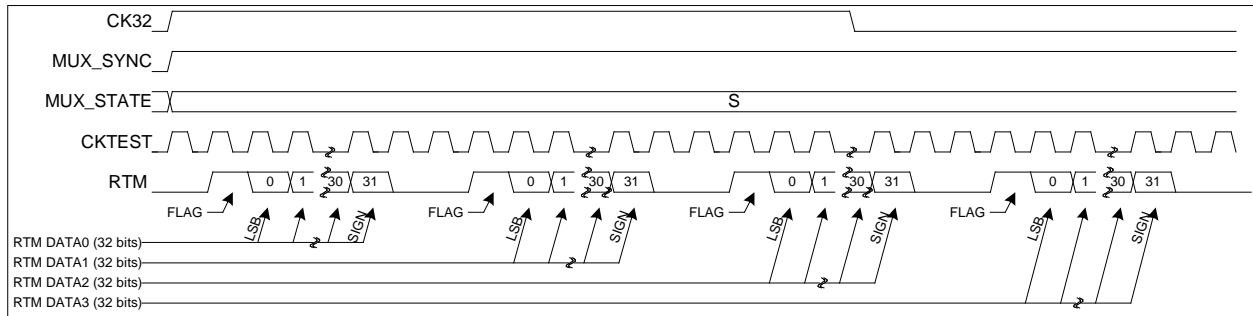 CK32
MUX_SYNC
MUX_STATE
S
CKTEST
RTM
0 1 30 31
0 1 30 31
0 1 30 31
0 1 30 31
FLAG
FLAG
FLAG
FLAG
LSB
SIGN
LSB
SIGN
LSB
SIGN
LSB
SIGN
RTM DATA0 (32 bits)
RTM DATA1 (32 bits)
RTM DATA2 (32 bits)
RTM DATA3 (32 bits)